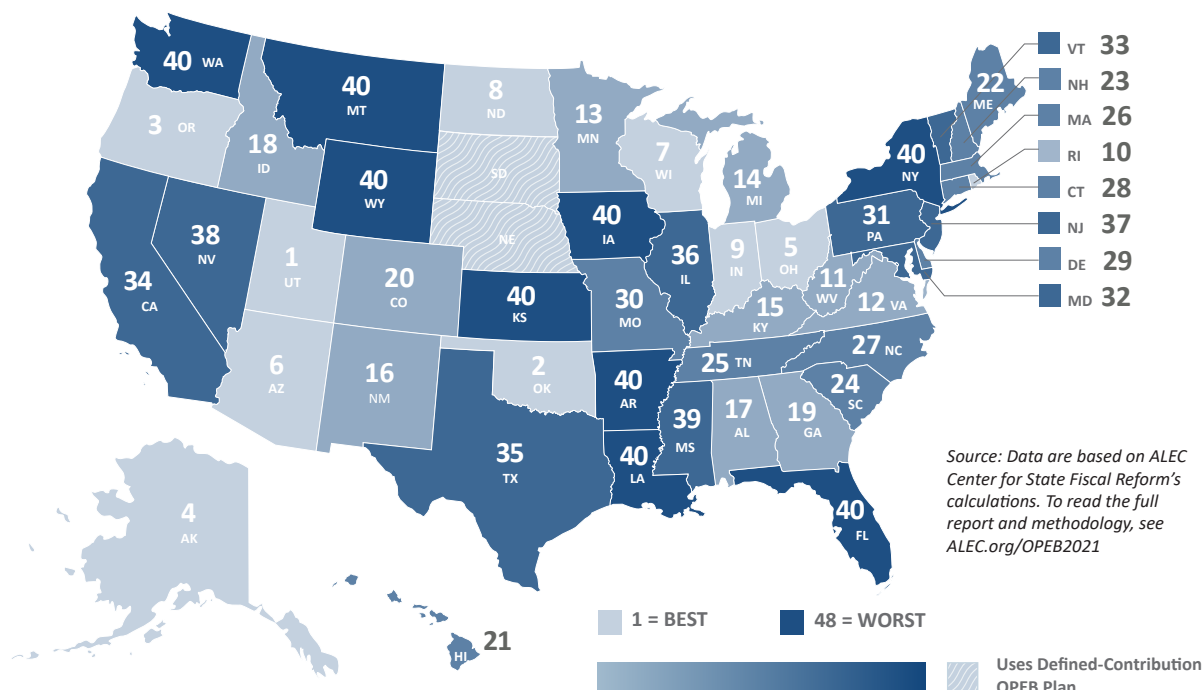 40 WA
40
MT
8
ND
13
MN
3 OR
18
ID
SD
7
WI
14
MI
40
NY
22
ME
VT 33
NH 23
MA 26
RI 10
CT 28
NJ 37
DE 29
MD 32
40
WY
NE
40
IA
36
IL
9
IN
5
OH
31
PA
34
CA
38
NV
1
UT
20
CO
40
KS
30
MO
15
KY
11
WV
12 VA
6
AZ
16
NM
2
OK
40
AR
25 TN
27 NC
24
SC
35
TX
40
LA
39
MS
17
AL
19
GA
40
FL
4
AK
HI 21
Source: Data are based on ALEC
Center for State Fiscal Reform's
calculations. To read the full
report and methodology, see
ALEC.org/OPEB2021
1 = BEST
48 = WORST
Uses Defined-Contribution
OPEB Plan